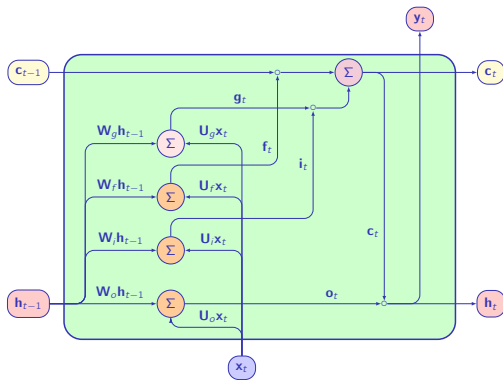 y_t
c_{t−1} Σ c_t
g_t
W_g h_{t−1} Σ U_g x_t
f_t
i_t
W_f h_{t−1} Σ U_f x_t
W_i h_{t−1} Σ U_i x_t
c_t
h_{t−1} W_o h_{t−1} Σ U_o x_t o_t h_t
x_t